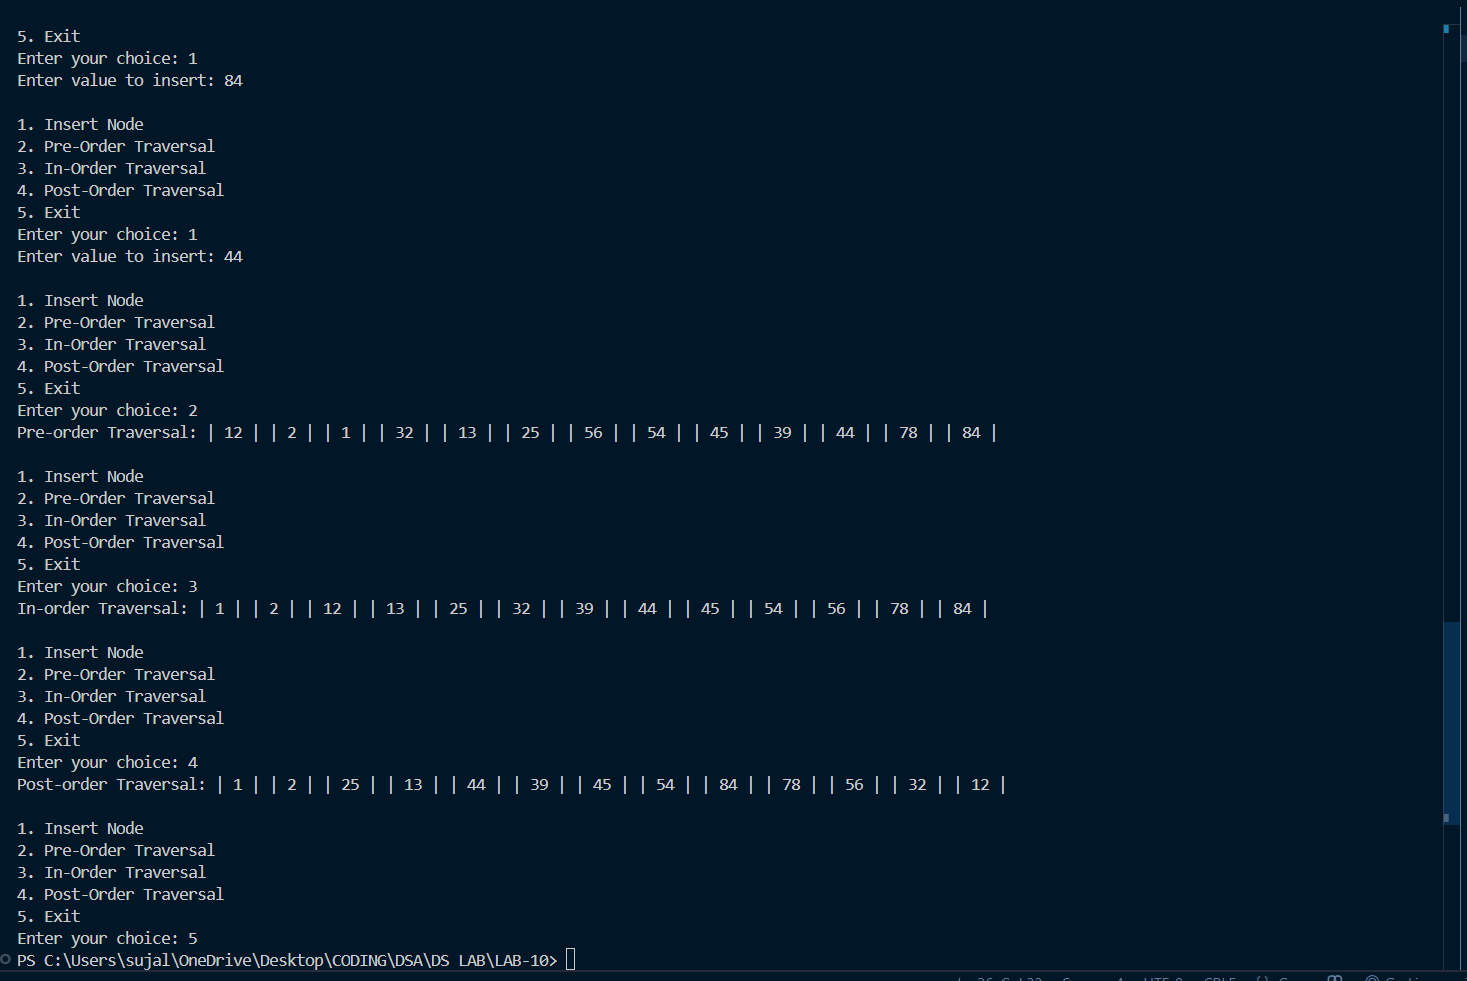 5. Exit
Enter your choice: 1
Enter value to insert: 84
1. Insert Node
2. Pre-Order Traversal
3. In-Order Traversal
4. Post-Order Traversal
5. Exit
Enter your choice: 1
Enter value to insert: 44
1. Insert Node
2. Pre-Order Traversal
3. In-Order Traversal
4. Post-Order Traversal
5. Exit
Enter your choice: 2
Pre-order Traversal: | 12 | | 2 | | 1 | | 32 | | 13 | | 25 | | 56 | | 54 | | 45 | | 39 | | 44 | | 78 | | 84 |
1. Insert Node
2. Pre-Order Traversal
3. In-Order Traversal
4. Post-Order Traversal
5. Exit
Enter your choice: 3
In-order Traversal: | 1 | | 2 | | 12 | | 13 | | 25 | | 32 | | 39 | | 44 | | 45 | | 54 | | 56 | | 78 | | 84 |
1. Insert Node
2. Pre-Order Traversal
3. In-Order Traversal
4. Post-Order Traversal
5. Exit
Enter your choice: 4
Post-order Traversal: | 1 | | 2 | | 25 | | 13 | | 44 | | 39 | | 45 | | 54 | | 84 | | 78 | | 56 | | 32 | | 12 |
1. Insert Node
2. Pre-Order Traversal
3. In-Order Traversal
4. Post-Order Traversal
5. Exit
Enter your choice: 5
PS C:\Users\sujal\OneDrive\Desktop\CODING\DSA\DS LAB\LAB-10>